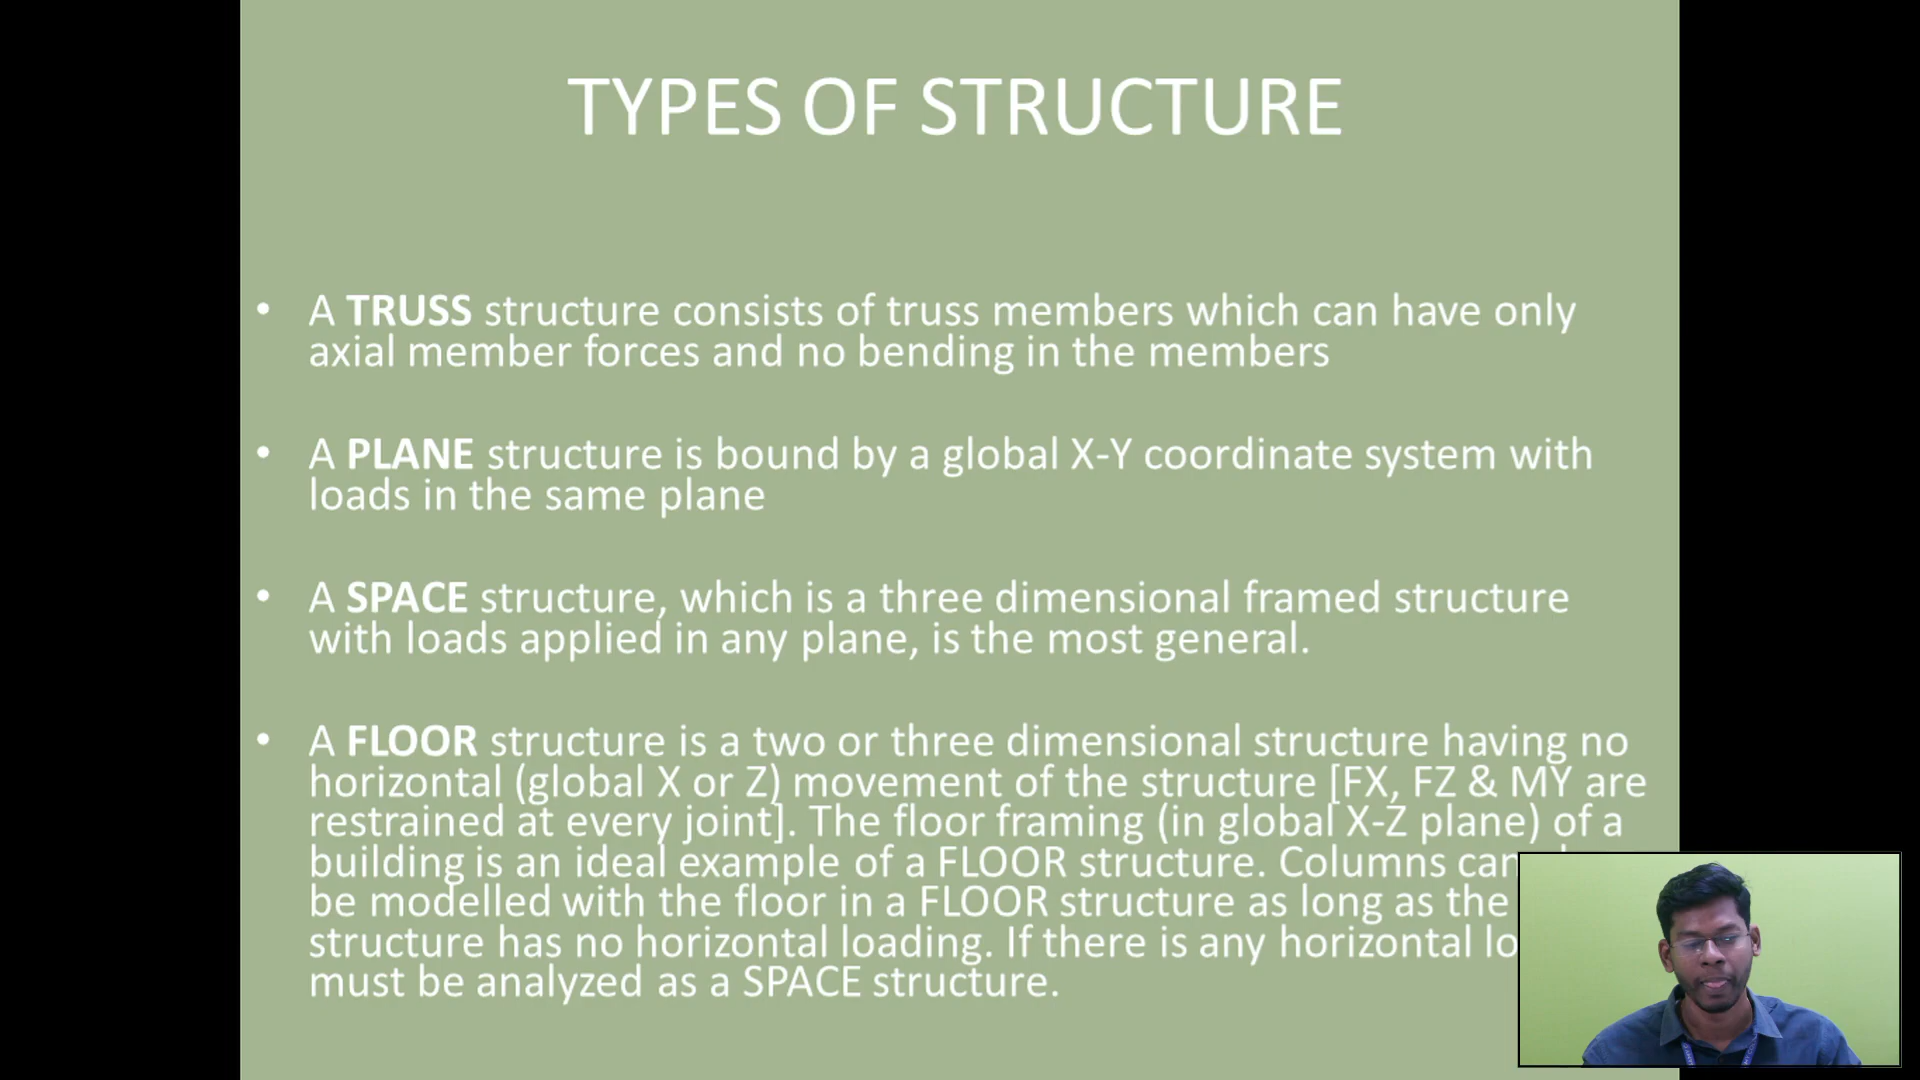 TYPES OF STRUCTURE
• A TRUSS structure consists of truss members which can have only
axial member forces and no bending in the members
• A PLANE structure is bound by a global X-Y coordinate system with
loads in the same plane
• A SPACE structure, which is a three dimensional framed structure
with loads applied in any plane, is the most general.
• A FLOOR structure is a two or three dimensional structure having no
horizontal (global X or Z) movement of the structure [FX, FZ & MY are
restrained at every joint]. The floor framing (in global X-Z plane) of a
building is an ideal example of a FLOOR structure. Columns can
be modelled with the floor in a FLOOR structure as long as the
structure has no horizontal loading. If there is any horizontal
must be analyzed as a SPACE structure.